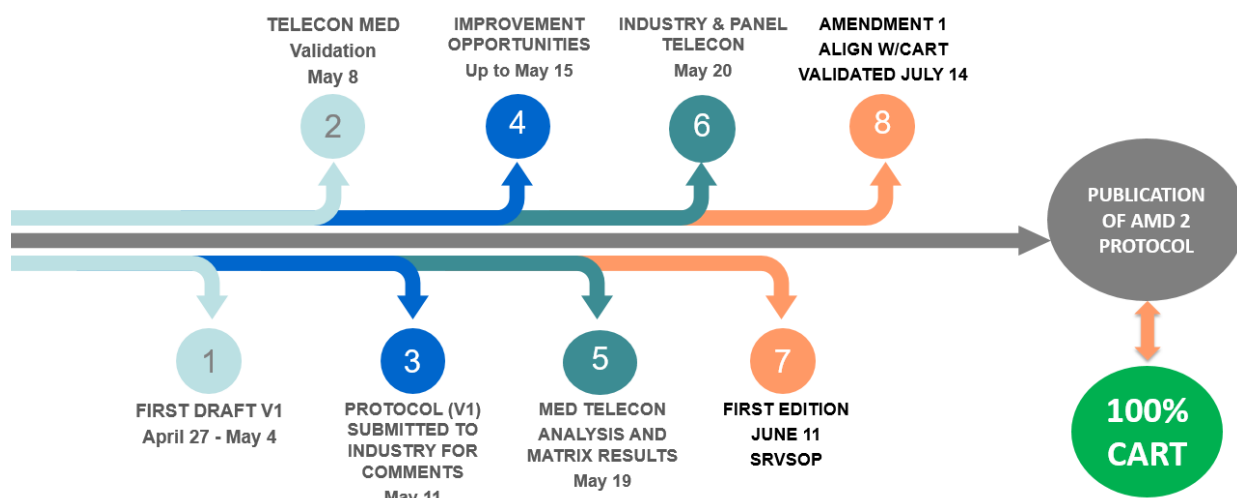 TELECON MED
Validation
May 8
IMPROVEMENT
OPPORTUNITIES
Up to May 15
INDUSTRY & PANEL
TELECON
May 20
AMENDMENT 1
ALIGN W/CART
VALIDATED JULY 14
2
4
6
8
PUBLICATION
OF AMD 2
PROTOCOL
1
3
5
7
FIRST DRAFT V1
April 27 - May 4
PROTOCOL (V1)
SUBMITTED TO
INDUSTRY FOR
COMMENTS
May 11
MED TELECON
ANALYSIS AND
MATRIX RESULTS
May 19
FIRST EDITION
JUNE 11
SRVSOP
100%
CART